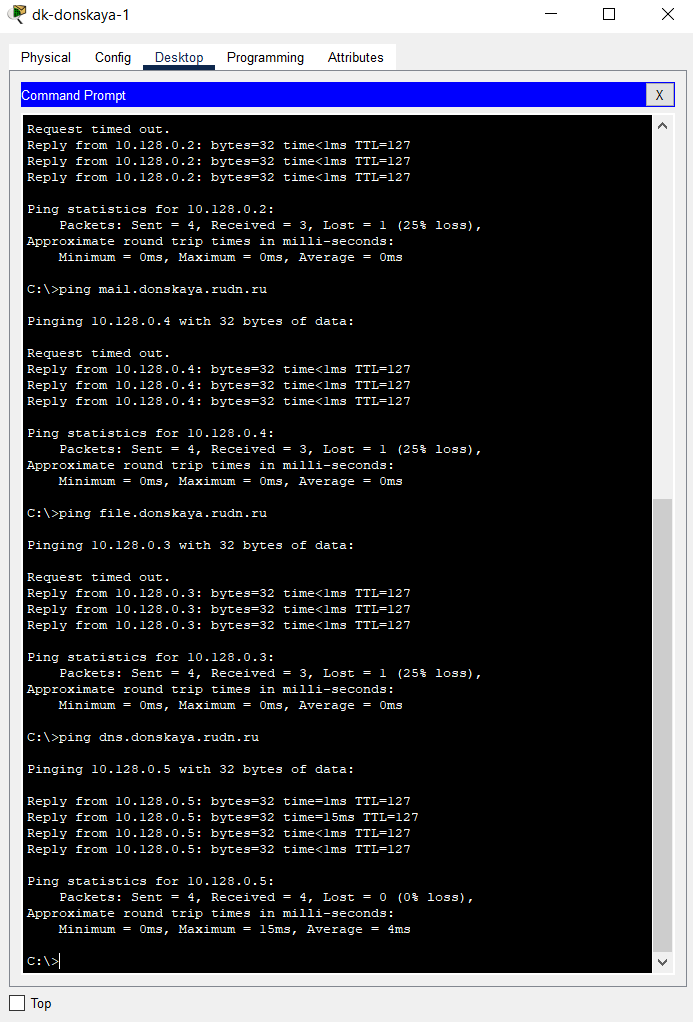 dk-donskaya-1
Physical Config Desktop Programming Attributes
Command Prompt X
Request timed out.
Reply from 10.128.0.2: bytes=32 time<1ms TTL=127
Reply from 10.128.0.2: bytes=32 time<1ms TTL=127
Reply from 10.128.0.2: bytes=32 time<1ms TTL=127
Ping statistics for 10.128.0.2:
Packets: Sent = 4, Received = 3, Lost = 1 (25% loss),
Approximate round trip times in milli-seconds:
Minimum = 0ms, Maximum = 0ms, Average = 0ms
C:\>ping mail.donskaya.rudn.ru
Pinging 10.128.0.4 with 32 bytes of data:
Request timed out.
Reply from 10.128.0.4: bytes=32 time<1ms TTL=127
Reply from 10.128.0.4: bytes=32 time<1ms TTL=127
Reply from 10.128.0.4: bytes=32 time<1ms TTL=127
Ping statistics for 10.128.0.4:
Packets: Sent = 4, Received = 3, Lost = 1 (25% loss),
Approximate round trip times in milli-seconds:
Minimum = 0ms, Maximum = 0ms, Average = 0ms
C:\>ping file.donskaya.rudn.ru
Pinging 10.128.0.3 with 32 bytes of data:
Request timed out.
Reply from 10.128.0.3: bytes=32 time<1ms TTL=127
Reply from 10.128.0.3: bytes=32 time<1ms TTL=127
Reply from 10.128.0.3: bytes=32 time<1ms TTL=127
Ping statistics for 10.128.0.3:
Packets: Sent = 4, Received = 3, Lost = 1 (25% loss),
Approximate round trip times in milli-seconds:
Minimum = 0ms, Maximum = 0ms, Average = 0ms
C:\>ping dns.donskaya.rudn.ru
Pinging 10.128.0.5 with 32 bytes of data:
Reply from 10.128.0.5: bytes=32 time=1ms TTL=127
Reply from 10.128.0.5: bytes=32 time=15ms TTL=127
Reply from 10.128.0.5: bytes=32 time<1ms TTL=127
Reply from 10.128.0.5: bytes=32 time<1ms TTL=127
Ping statistics for 10.128.0.5:
Packets: Sent = 4, Received = 4, Lost = 0 (0% loss),
Approximate round trip times in milli-seconds:
Minimum = 0ms, Maximum = 15ms, Average = 4ms
C:\>
Top